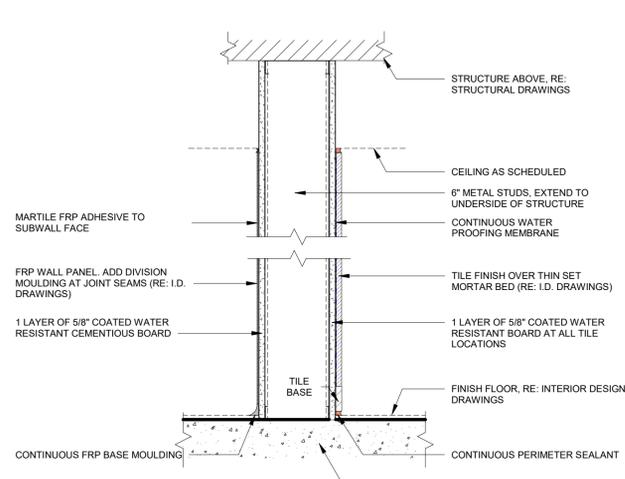 STRUCTURE ABOVE, RE:
STRUCTURAL DRAWINGS
CEILING AS SCHEDULED
6" METAL STUDS, EXTEND TO
UNDERSIDE OF STRUCTURE
MARTILE FRP ADHESIVE TO
SUBWALL FACE
CONTINUOUS WATER
PROOFING MEMBRANE
FRP WALL PANEL. ADD DIVISION
MOULDING AT JOINT SEAMS (RE: I.D.
DRAWINGS)
TILE FINISH OVER THIN SET
MORTAR BED (RE: I.D. DRAWINGS)
1 LAYER OF 5/8" COATED WATER
RESISTANT CEMENTIOUS BOARD
1 LAYER OF 5/8" COATED WATER
RESISTANT BOARD AT ALL TILE
LOCATIONS
TILE
BASE
FINISH FLOOR, RE: INTERIOR DESIGN
DRAWINGS
CONTINUOUS FRP BASE MOULDING
CONTINUOUS PERIMETER SEALANT